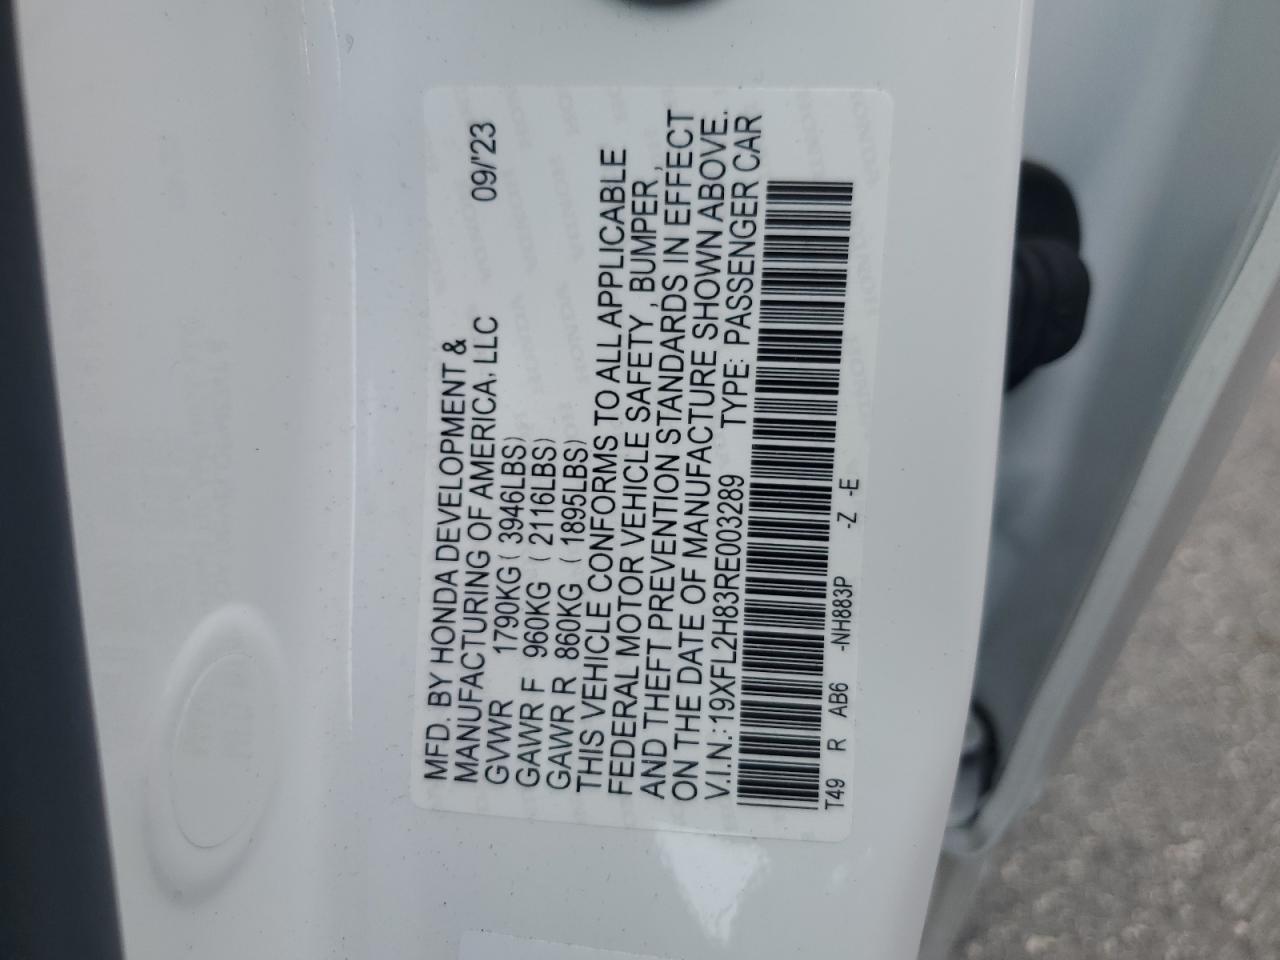 MFD. BY HONDA DEVELOPMENT &
MANUFACTURING OF AMERICA, LLC 09/'23
GVWR 1790KG ( 3946LBS)
GAWR F 960KG ( 2116LBS)
GAWR R 860KG ( 1895LBS)
THIS VEHICLE CONFORMS TO ALL APPLICABLE
FEDERAL MOTOR VEHICLE SAFETY , BUMPER ,
AND THEFT PREVENTION STANDARDS IN EFFECT
ON THE DATE OF MANUFACTURE SHOWN ABOVE.
V.I.N.:19XFL2H83RE003289 TYPE: PASSENGER CAR
T49 R AB6 -NH883P -Z -E